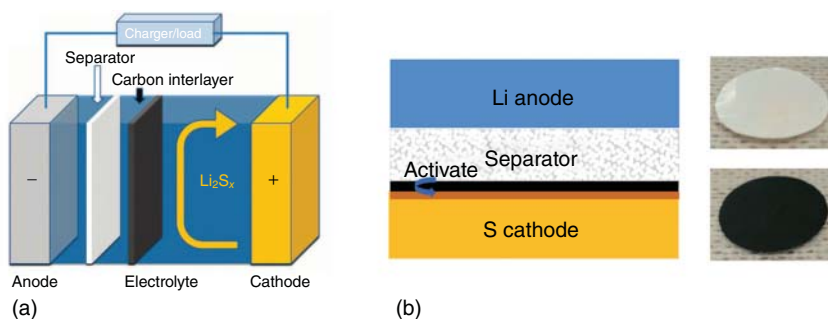 Charger/load
Separator
Carbon interlayer
−
Li₂Sₓ
+
Anode
Electrolyte
Cathode
(a)
Li anode
Separator
Activate
S cathode
(b)